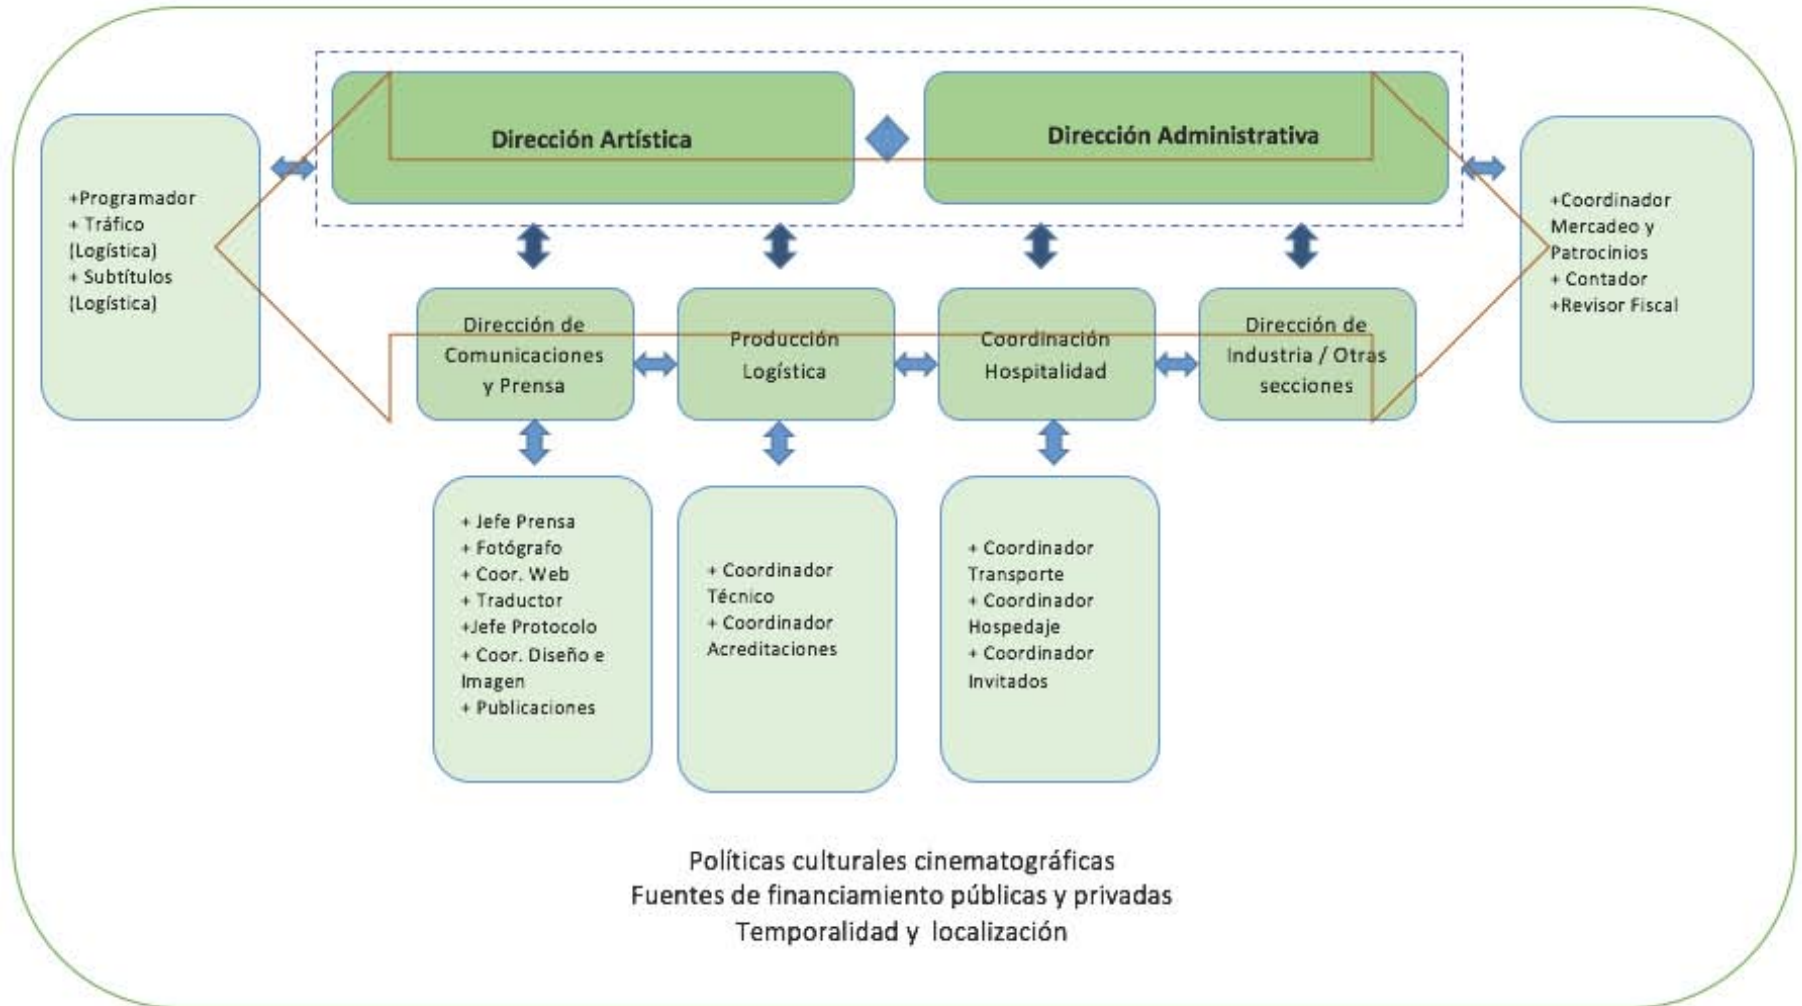 Dirección Artística
Dirección Administrativa
+Programador
+ Tráfico
(Logística)
+ Subtítulos
(Logística)
+Coordinador
Mercadeo y
Patrocinios
+ Contador
+Revisor Fiscal
Dirección de
Comunicaciones
y Prensa
Producción
Logística
Coordinación
Hospitalidad
Dirección de
Industria / Otras
secciones
+ Jefe Prensa
+ Fotógrafo
+ Coor. Web
+ Traductor
+Jefe Protocolo
+ Coor. Diseño e
Imagen
+ Publicaciones
+ Coordinador
Técnico
+ Coordinador
Acreditaciones
+ Coordinador
Transporte
+ Coordinador
Hospedaje
+ Coordinador
Invitados
Políticas culturales cinematográficas
Fuentes de financiamiento públicas y privadas
Temporalidad y localización